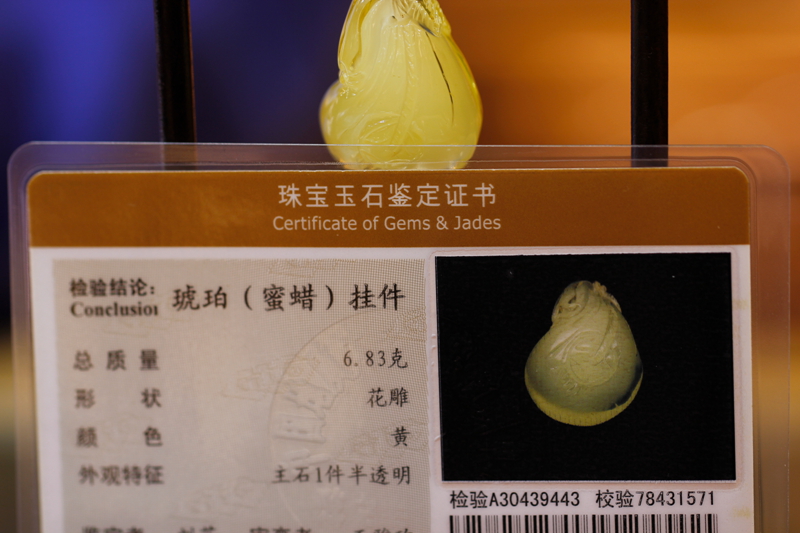 珠宝玉石鉴定证书
Certificate of Gems & Jades
检验结论：
Conclusion
琥珀（蜜蜡）挂件
总质量 6.83克
形状 花雕
颜色 黄
外观特征 主石1件半透明
检验A30439443 校验78431571